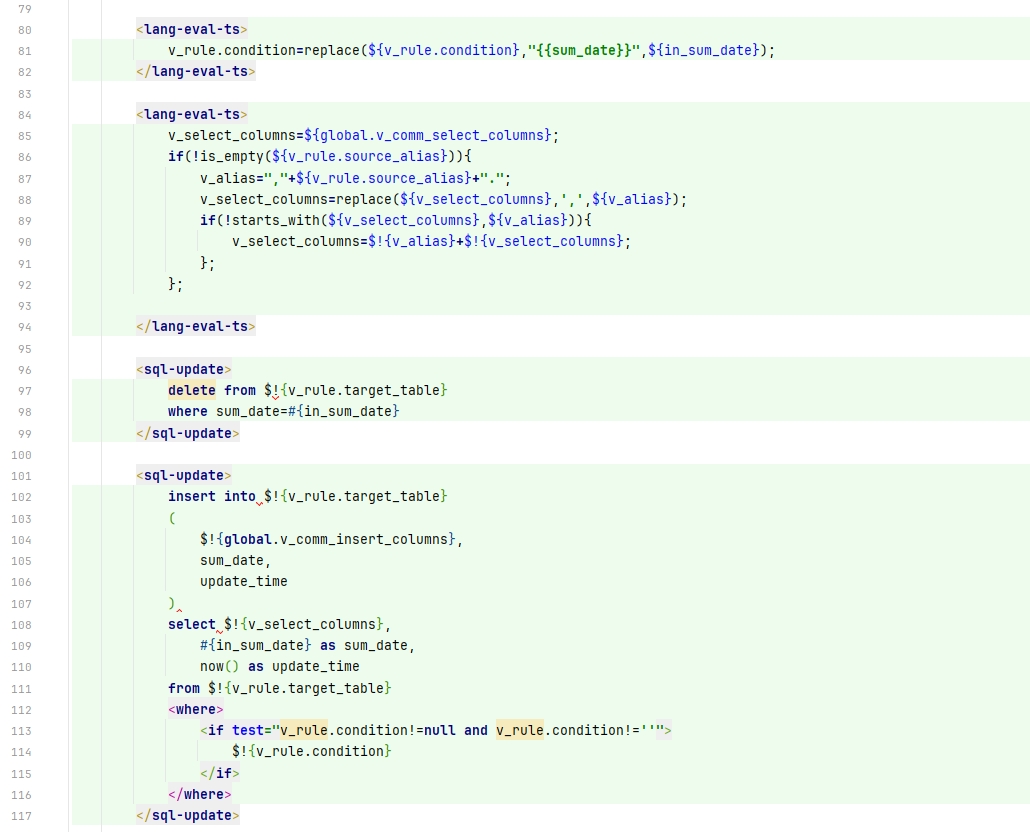 79
80 <lang-eval-ts>
81 v_rule.condition=replace(${v_rule.condition},"{{sum_date}}",${in_sum_date});
82 </lang-eval-ts>
83
84 <lang-eval-ts>
85 v_select_columns=${global.v_comm_select_columns};
86 if(!is_empty(${v_rule.source_alias})){
87 v_alias=","+${v_rule.source_alias}+".";
88 v_select_columns=replace(${v_select_columns},',',${v_alias});
89 if(!starts_with(${v_select_columns},${v_alias})){
90 v_select_columns=$!{v_alias}+$!{v_select_columns};
91 };
92 };
93
94 </lang-eval-ts>
95
96 <sql-update>
97 delete from $!{v_rule.target_table}
98 where sum_date=#{in_sum_date}
99 </sql-update>
100
101 <sql-update>
102 insert into $!{v_rule.target_table}
103 (
104 $!{global.v_comm_insert_columns},
105 sum_date,
106 update_time
107 )
108 select $!{v_select_columns},
109 #{in_sum_date} as sum_date,
110 now() as update_time
111 from $!{v_rule.target_table}
112 <where>
113 <if test="v_rule.condition!=null and v_rule.condition!=''">
114 $!{v_rule.condition}
115 </if>
116 </where>
117 </sql-update>